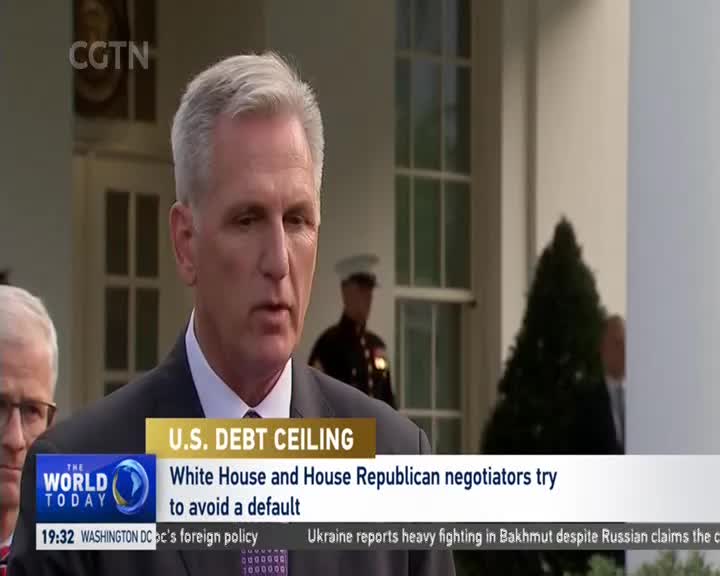 CGTN
U.S. DEBT CEILING
THE
WORLD
TODAY
White House and House Republican negotiators try
to avoid a default
19:32 WASHINGTON DC oc's foreign policy Ukraine reports heavy fighting in Bakhmut despite Russian claims the c